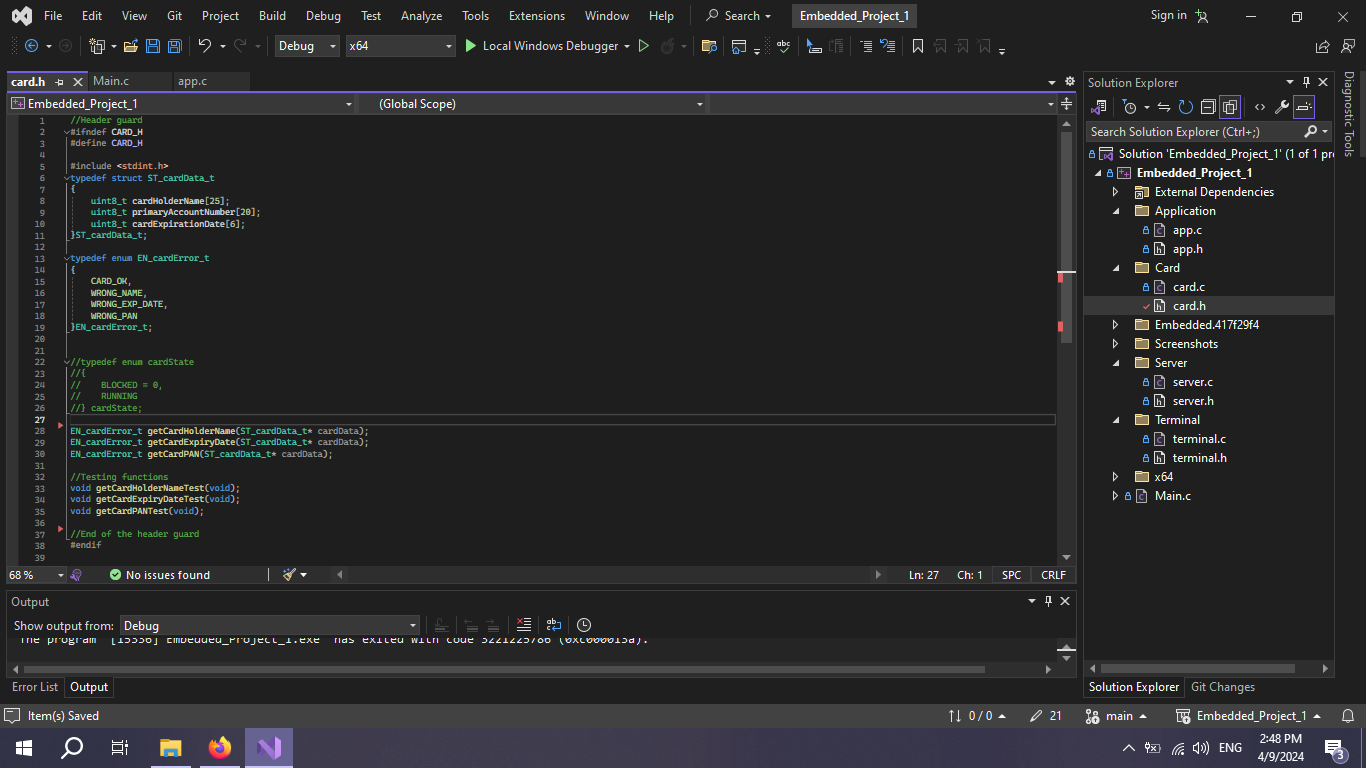 File Edit View Git Project Build Debug Test Analyze Tools Extensions Window Help Search Embedded_Project_1 Sign in
Debug x64 Local Windows Debugger
card.h Main.c app.c
Embedded_Project_1 (Global Scope)
1 //Header guard
2 #ifndef CARD_H
3 #define CARD_H
4
5 #include <stdint.h>
6 typedef struct ST_cardData_t
7 {
8 uint8_t cardHolderName[25];
9 uint8_t primaryAccountNumber[20];
10 uint8_t cardExpirationDate[6];
11 }ST_cardData_t;
12
13 typedef enum EN_cardError_t
14 {
15 CARD_OK,
16 WRONG_NAME,
17 WRONG_EXP_DATE,
18 WRONG_PAN
19 }EN_cardError_t;
20
21
22 //typedef enum cardState
23 //{
24 // BLOCKED = 0,
25 // RUNNING
26 //} cardState;
27
28 EN_cardError_t getCardHolderName(ST_cardData_t* cardData);
29 EN_cardError_t getCardExpiryDate(ST_cardData_t* cardData);
30 EN_cardError_t getCardPAN(ST_cardData_t* cardData);
31
32 //Testing functions
33 void getCardHolderNameTest(void);
34 void getCardExpiryDateTest(void);
35 void getCardPANTest(void);
36
37 //End of the header guard
38 #endif
39
68 % No issues found Ln: 27 Ch: 1 SPC CRLF
Output
Show output from: Debug
The program '[15336] Embedded_Project_1.exe' has exited with code 3221225786 (0xc000013a).
Error List Output
Solution Explorer
Search Solution Explorer (Ctrl+;)
Solution 'Embedded_Project_1' (1 of 1 pr
Embedded_Project_1
External Dependencies
Application
app.c
app.h
Card
card.c
card.h
Embedded.417f29f4
Screenshots
Server
server.c
server.h
Terminal
terminal.c
terminal.h
x64
Main.c
Solution Explorer Git Changes
Diagnostic Tools
Item(s) Saved 0 / 0 21 main Embedded_Project_1
ENG 2:48 PM
4/9/2024 3